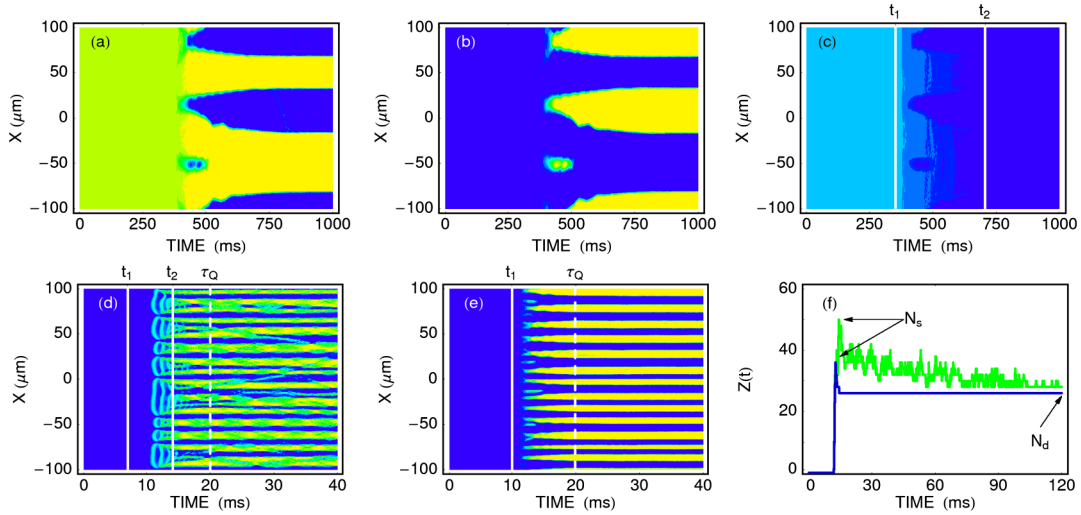 (a)
100
50
0
−50
−100
X (μm)
0 250 500 750 1000
TIME (ms)
(b)
100
50
0
−50
−100
X (μm)
0 250 500 750 1000
TIME (ms)
t1 t2
(c)
100
50
0
−50
−100
X (μm)
0 250 500 750 1000
TIME (ms)
t1 t2 τQ
(d)
100
50
0
−50
−100
X (μm)
0 10 20 30 40
TIME (ms)
t1 τQ
(e)
100
50
0
−50
−100
X (μm)
0 10 20 30 40
TIME (ms)
(f)
60
40
20
0
Z(t)
Ns
Nd
0 30 60 90 120
TIME (ms)